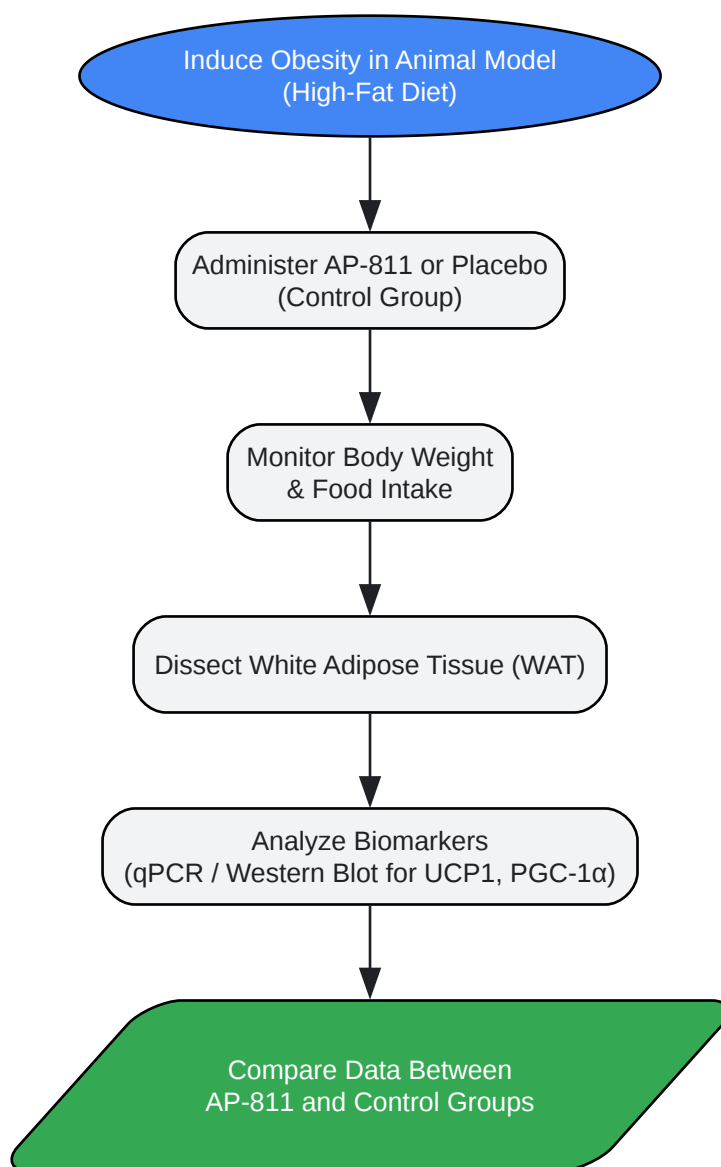 Induce Obesity in Animal Model
(High-Fat Diet)
Administer AP-811 or Placebo
(Control Group)
Monitor Body Weight
& Food Intake
Dissect White Adipose Tissue (WAT)
Analyze Biomarkers
(qPCR / Western Blot for UCP1, PGC-1α)
Compare Data Between
AP-811 and Control Groups